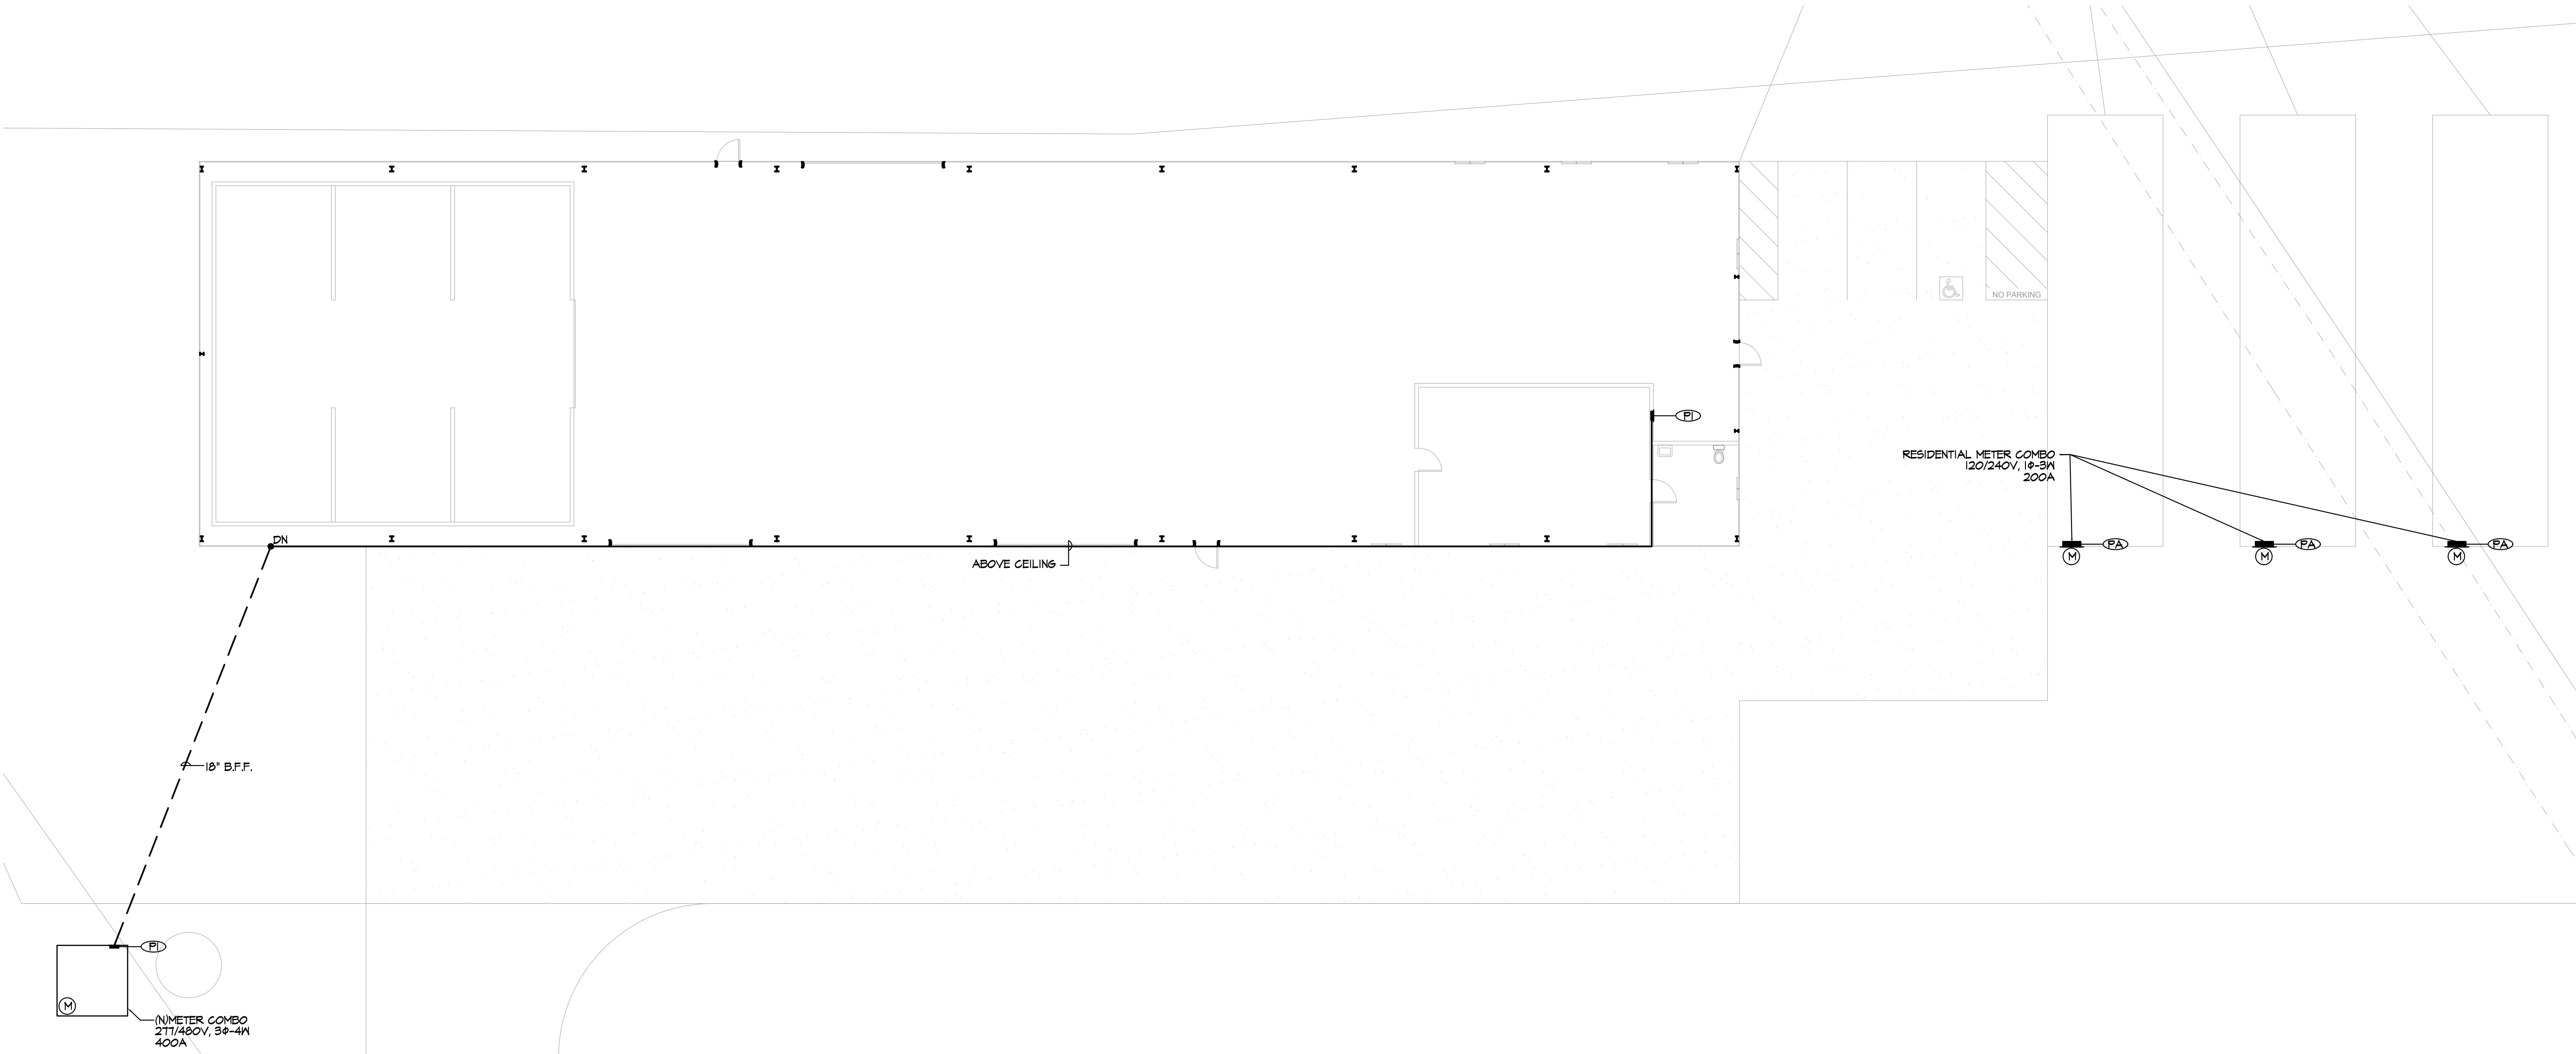 NO PARKING
P1
RESIDENTIAL METER COMBO
120/240V, 1Φ-3W
200A
DN
ABOVE CEILING
PA
PA
PA
M
M
M
18" B.F.F.
P1
M
(N)METER COMBO
277/480V, 3Φ-4W
400A